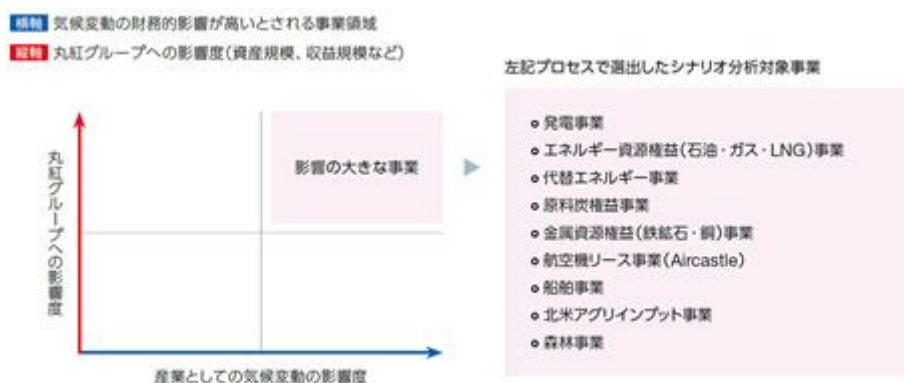 横軸 気候変動の財務的影響が高いとされる事業領域
縦軸 丸紅グループへの影響度(資産規模、収益規模など)
丸紅グループへの影響度
影響の大きな事業
産業としての気候変動の影響度
左記プロセスで選出したシナリオ分析対象事業
発電事業
エネルギー資源権益(石油・ガス・LNG)事業
代替エネルギー事業
原料炭権益事業
金属資源権益(鉄鉱石・銅)事業
航空機リース事業(Aircastle)
船舶事業
北米アグリインプット事業
森林事業